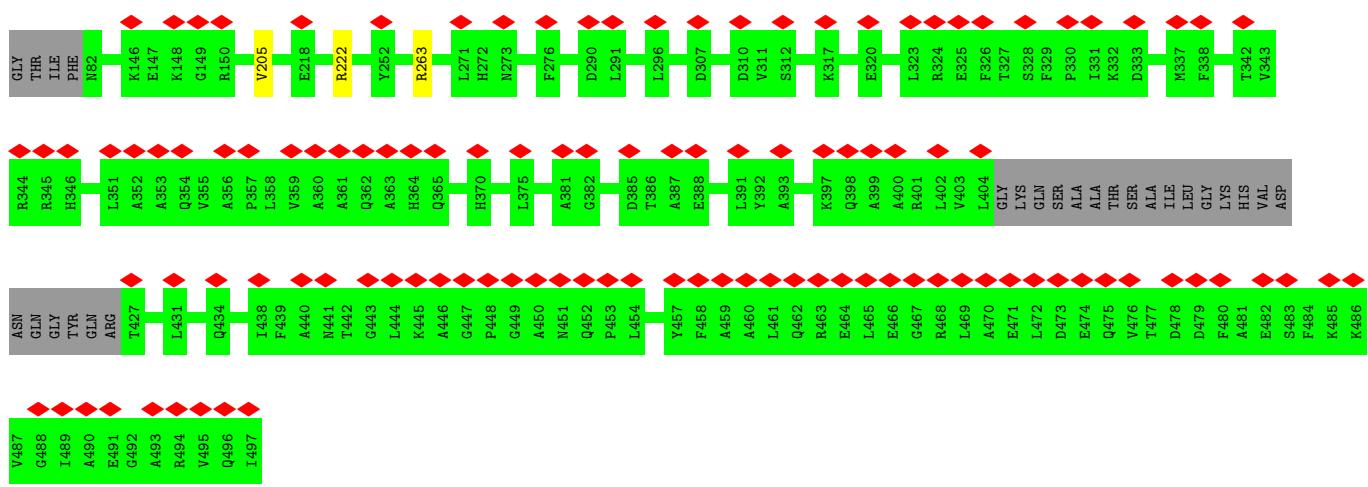 GLY THR ILE PHE N82 K146 E147 K148 G149 R150 V205 E218 R222 Y252 R263 L271 H272 N273 F276 D290 L291 L296 D307 D310 V311 S312 K317 E320 L323 R324 E325 F326 T327 S328 F329 P330 I331 K332 D333 M337 F338 T342 V343
R344 R345 H346 L351 A352 A353 Q354 V355 A356 P357 L358 V359 A360 A361 Q362 A363 H364 Q365 H370 L375 A381 G382 D385 T386 A387 E388 L391 Y392 A393 K397 Q398 A399 A400 R401 L402 V403 L404 GLY LYS GLN SER ALA ALA THR SER ALA ILE LEU GLY LYS HIS VAL ASP
ASN GLN GLY TYR GLN ARG T427 L431 Q434 I438 F439 A440 N441 T442 G443 L444 K445 A446 G447 P448 G449 A450 N451 Q452 P453 L454 Y457 F458 A459 A460 L461 Q462 R463 E464 L465 E466 G467 R468 L469 A470 E471 L472 D473 E474 Q475 V476 T477 D478 D479 F480 A481 E482 S483 F484 K485 K486
V487 G488 I489 A490 E491 G492 A493 R494 V495 Q496 I497